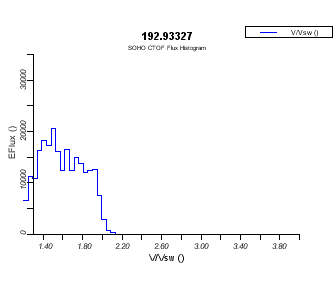 192.93327
SOHO CTOF Flux Histogram
V/Vsw ()
EFlux ()
30000
20000
10000
0
1.40 1.80 2.20 2.60 3.00 3.40 3.80
V/Vsw ()